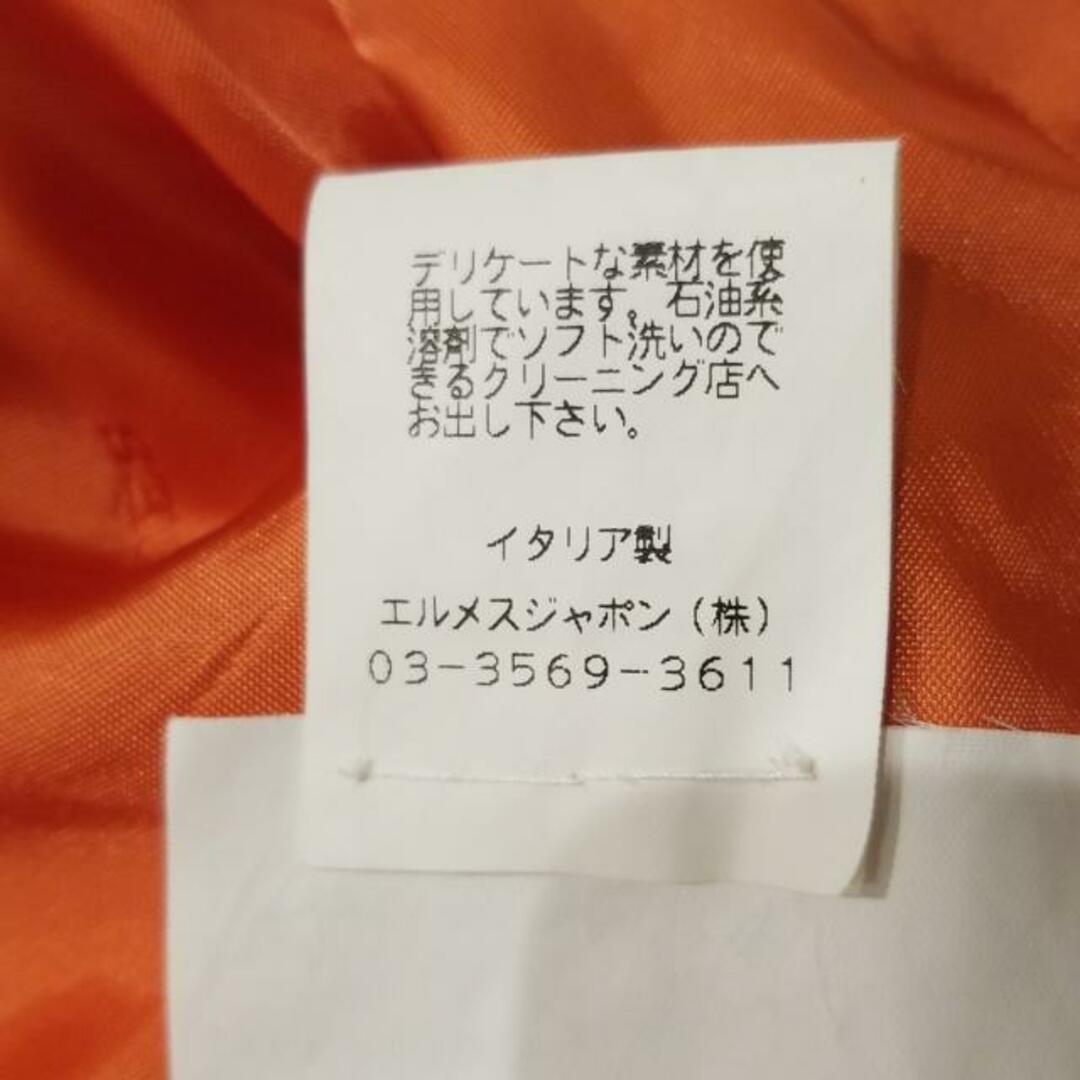 デリケートな素材を使
用しています。石油系
溶剤でソフト洗いので
きるクリーニング店へ
お出し下さい。
イタリア製
エルメスジャポン(株)
03-3569-3611